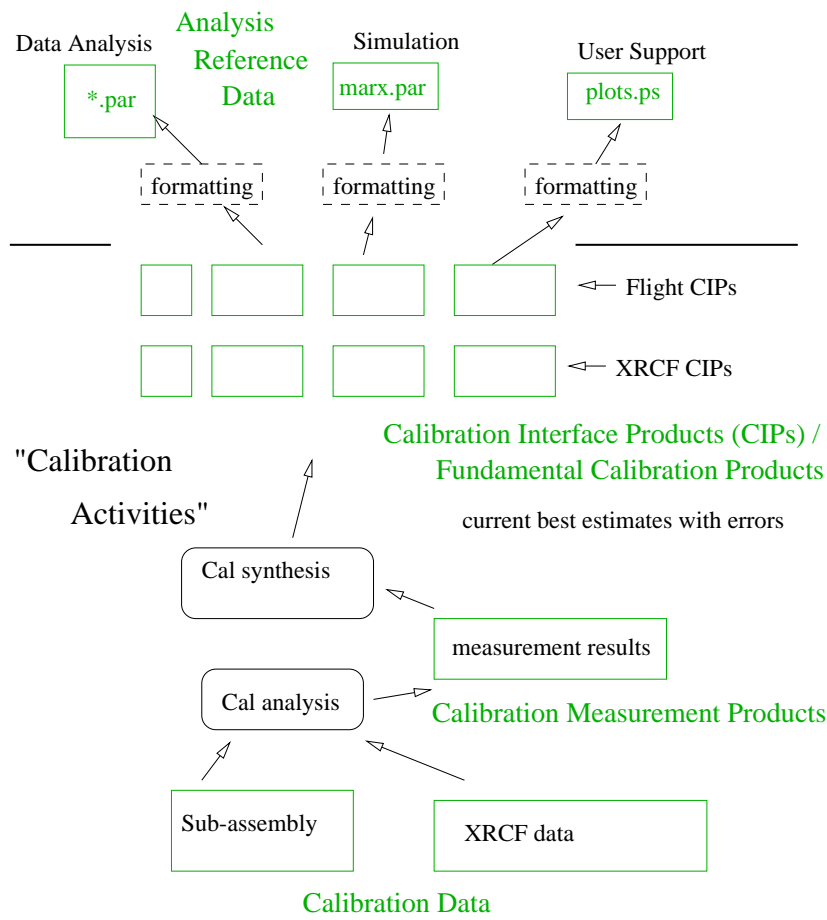 Analysis
Reference
Data
Data Analysis
Simulation
User Support
*.par
marx.par
plots.ps
formatting
formatting
formatting
Flight CIPs
XRCF CIPs
Calibration Interface Products (CIPs) /
Fundamental Calibration Products
"Calibration
Activities"
current best estimates with errors
Cal synthesis
measurement results
Cal analysis
Calibration Measurement Products
Sub-assembly
XRCF data
Calibration Data